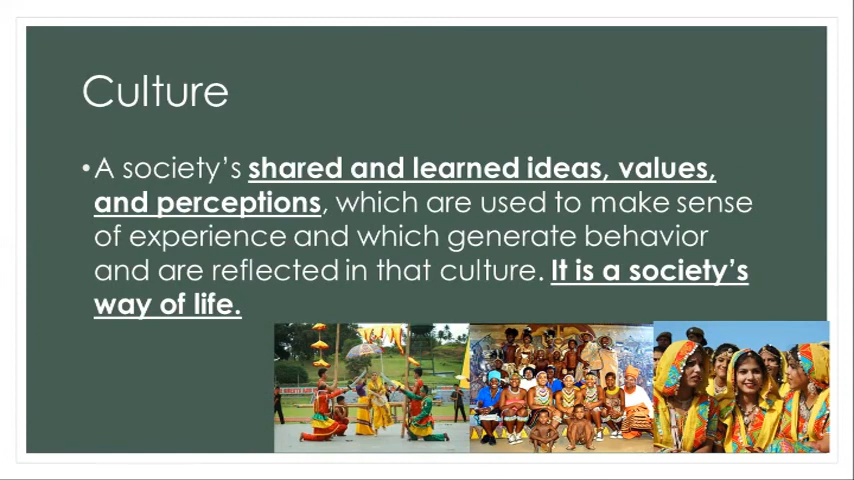 Culture
•A society’s shared and learned ideas, values,
and perceptions, which are used to make sense
of experience and which generate behavior
and are reflected in that culture. It is a society’s
way of life.